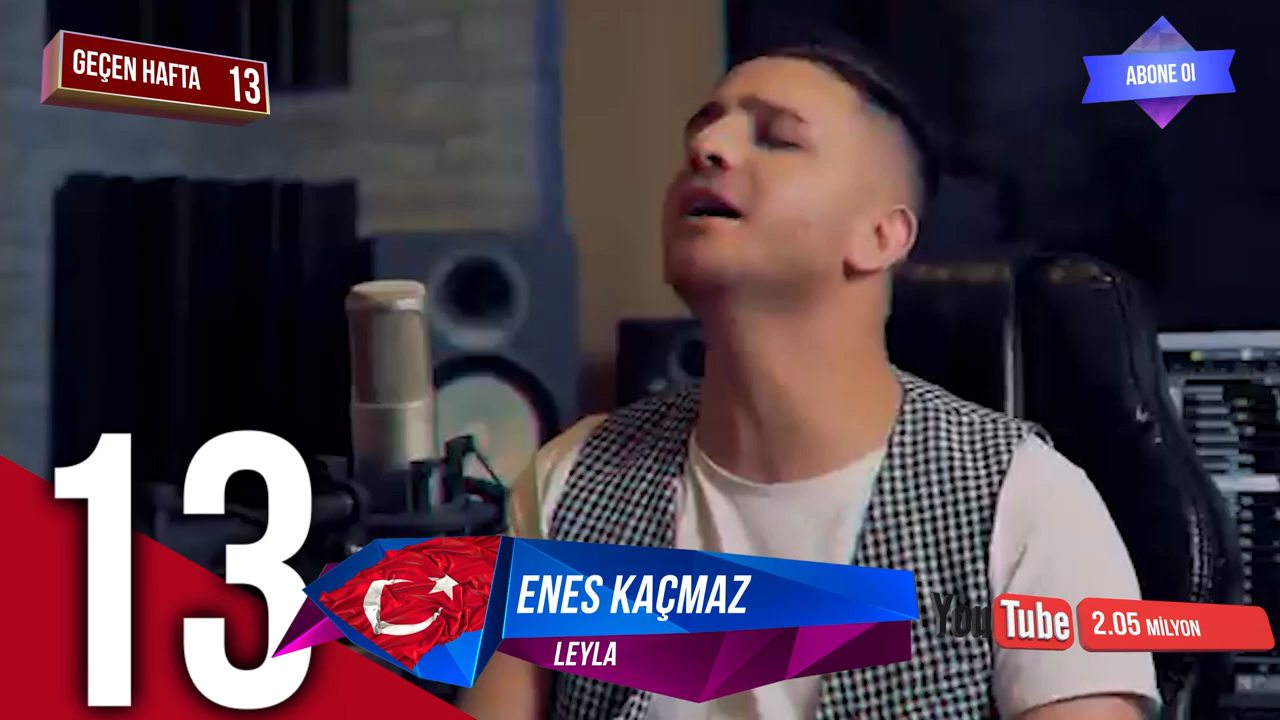 GEÇEN HAFTA 13
ABONE Ol
13
ENES KAÇMAZ
LEYLA
YouTube 2.05 MİLYON